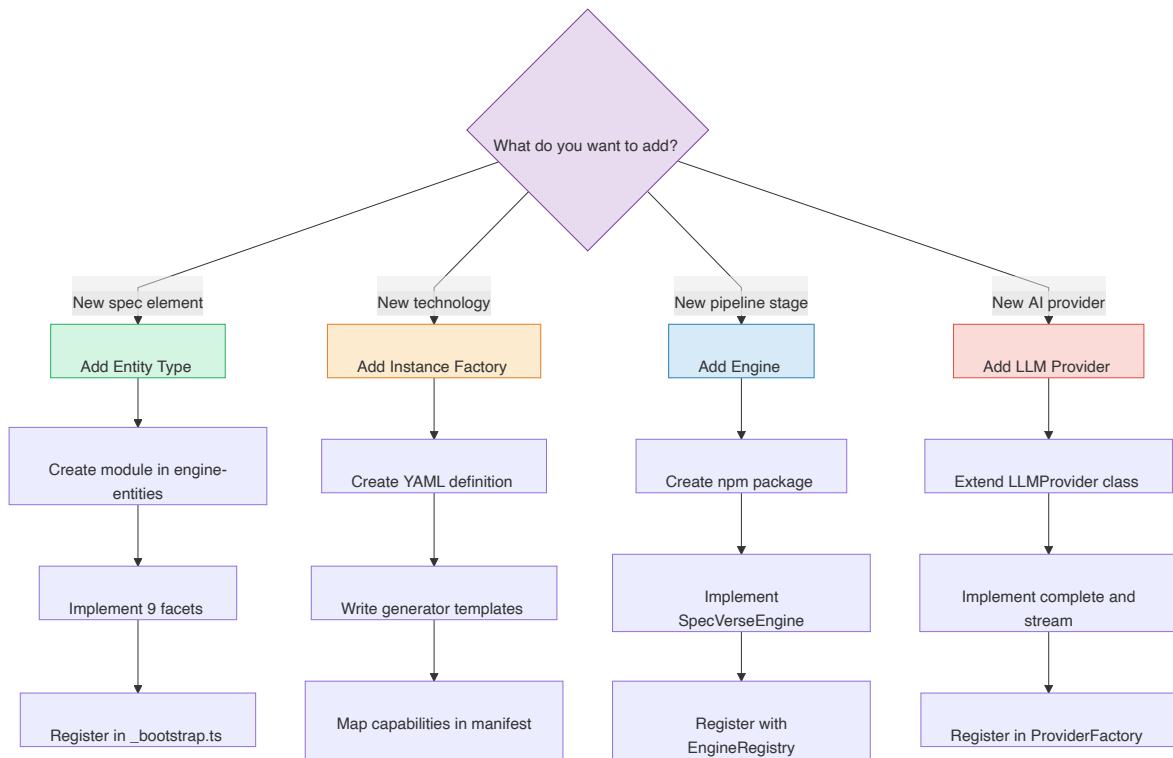 What do you want to add?
New spec element
New technology
New pipeline stage
New AI provider
Add Entity Type
Add Instance Factory
Add Engine
Add LLM Provider
Create module in engine-
entities
Create YAML definition
Create npm package
Extend LLMProvider class
Implement 9 facets
Write generator templates
Implement
SpecVerseEngine
Implement complete and
stream
Register in _bootstrap.ts
Map capabilities in manifest
Register with
EngineRegistry
Register in ProviderFactory